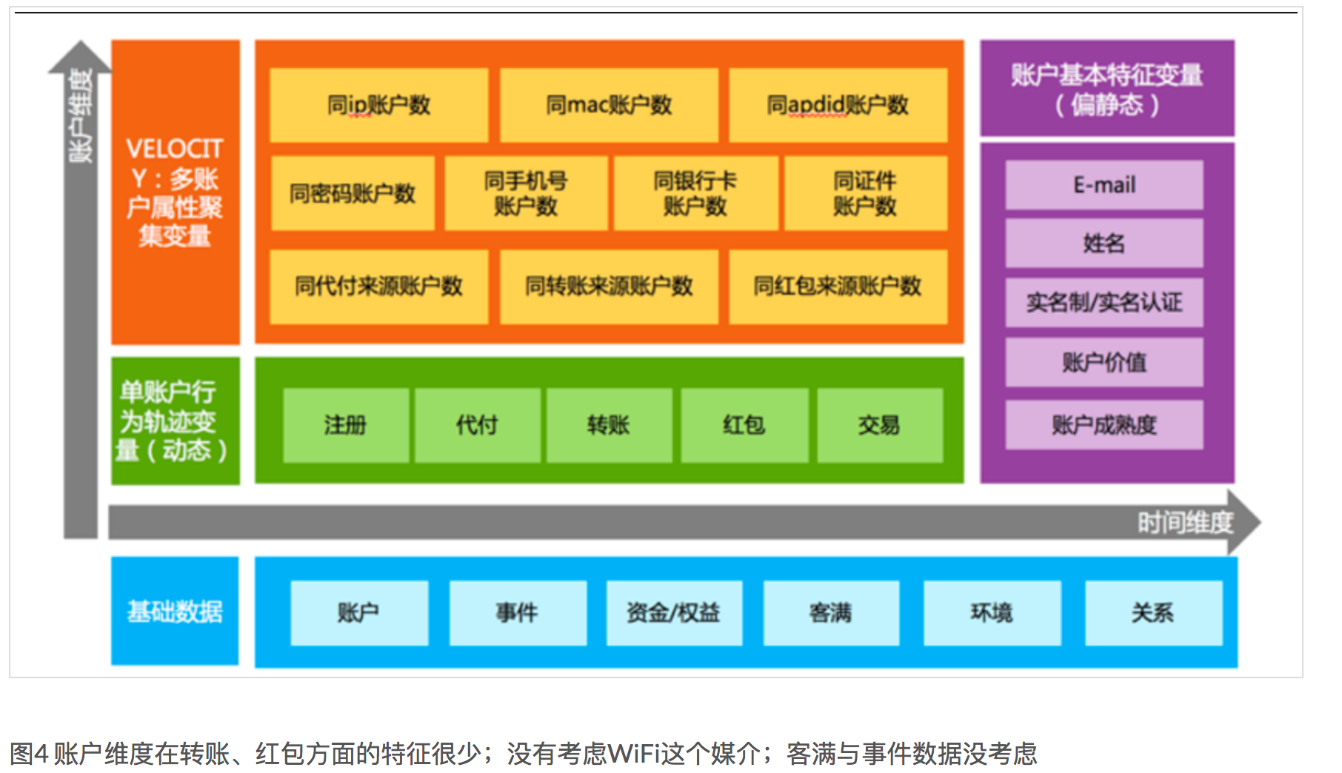 账户维度
VELOCIT
Y：多账
户属性聚
集变量
同ip账户数
同mac账户数
同apdid账户数
同密码账户数
同手机号
账户数
同银行卡
账户数
同证件
账户数
同代付来源账户数
同转账来源账户数
同红包来源账户数
账户基本特征变量
（偏静态）
E-mail
姓名
实名制/实名认证
账户价值
账户成熟度
单账户行
为轨迹变
量（动态）
注册
代付
转账
红包
交易
时间维度
基础数据
账户
事件
资金/权益
客满
环境
关系
图4 账户维度在转账、红包方面的特征很少；没有考虑WiFi这个媒介；客满与事件数据没考虑